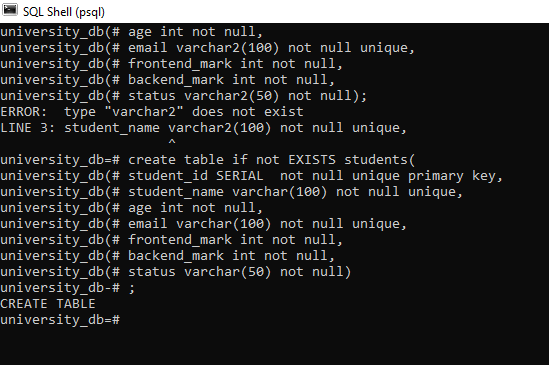 SQL Shell (psql)
university_db(# age int not null,
university_db(# email varchar2(100) not null unique,
university_db(# frontend_mark int not null,
university_db(# backend_mark int not null,
university_db(# status varchar2(50) not null);
ERROR:  type "varchar2" does not exist
LINE 3: student_name varchar2(100) not null unique,
                     ^
university_db=# create table if not EXISTS students(
university_db(# student_id SERIAL  not null unique primary key,
university_db(# student_name varchar(100) not null unique,
university_db(# age int not null,
university_db(# email varchar(100) not null unique,
university_db(# frontend_mark int not null,
university_db(# backend_mark int not null,
university_db(# status varchar(50) not null)
university_db-# ;
CREATE TABLE
university_db=#